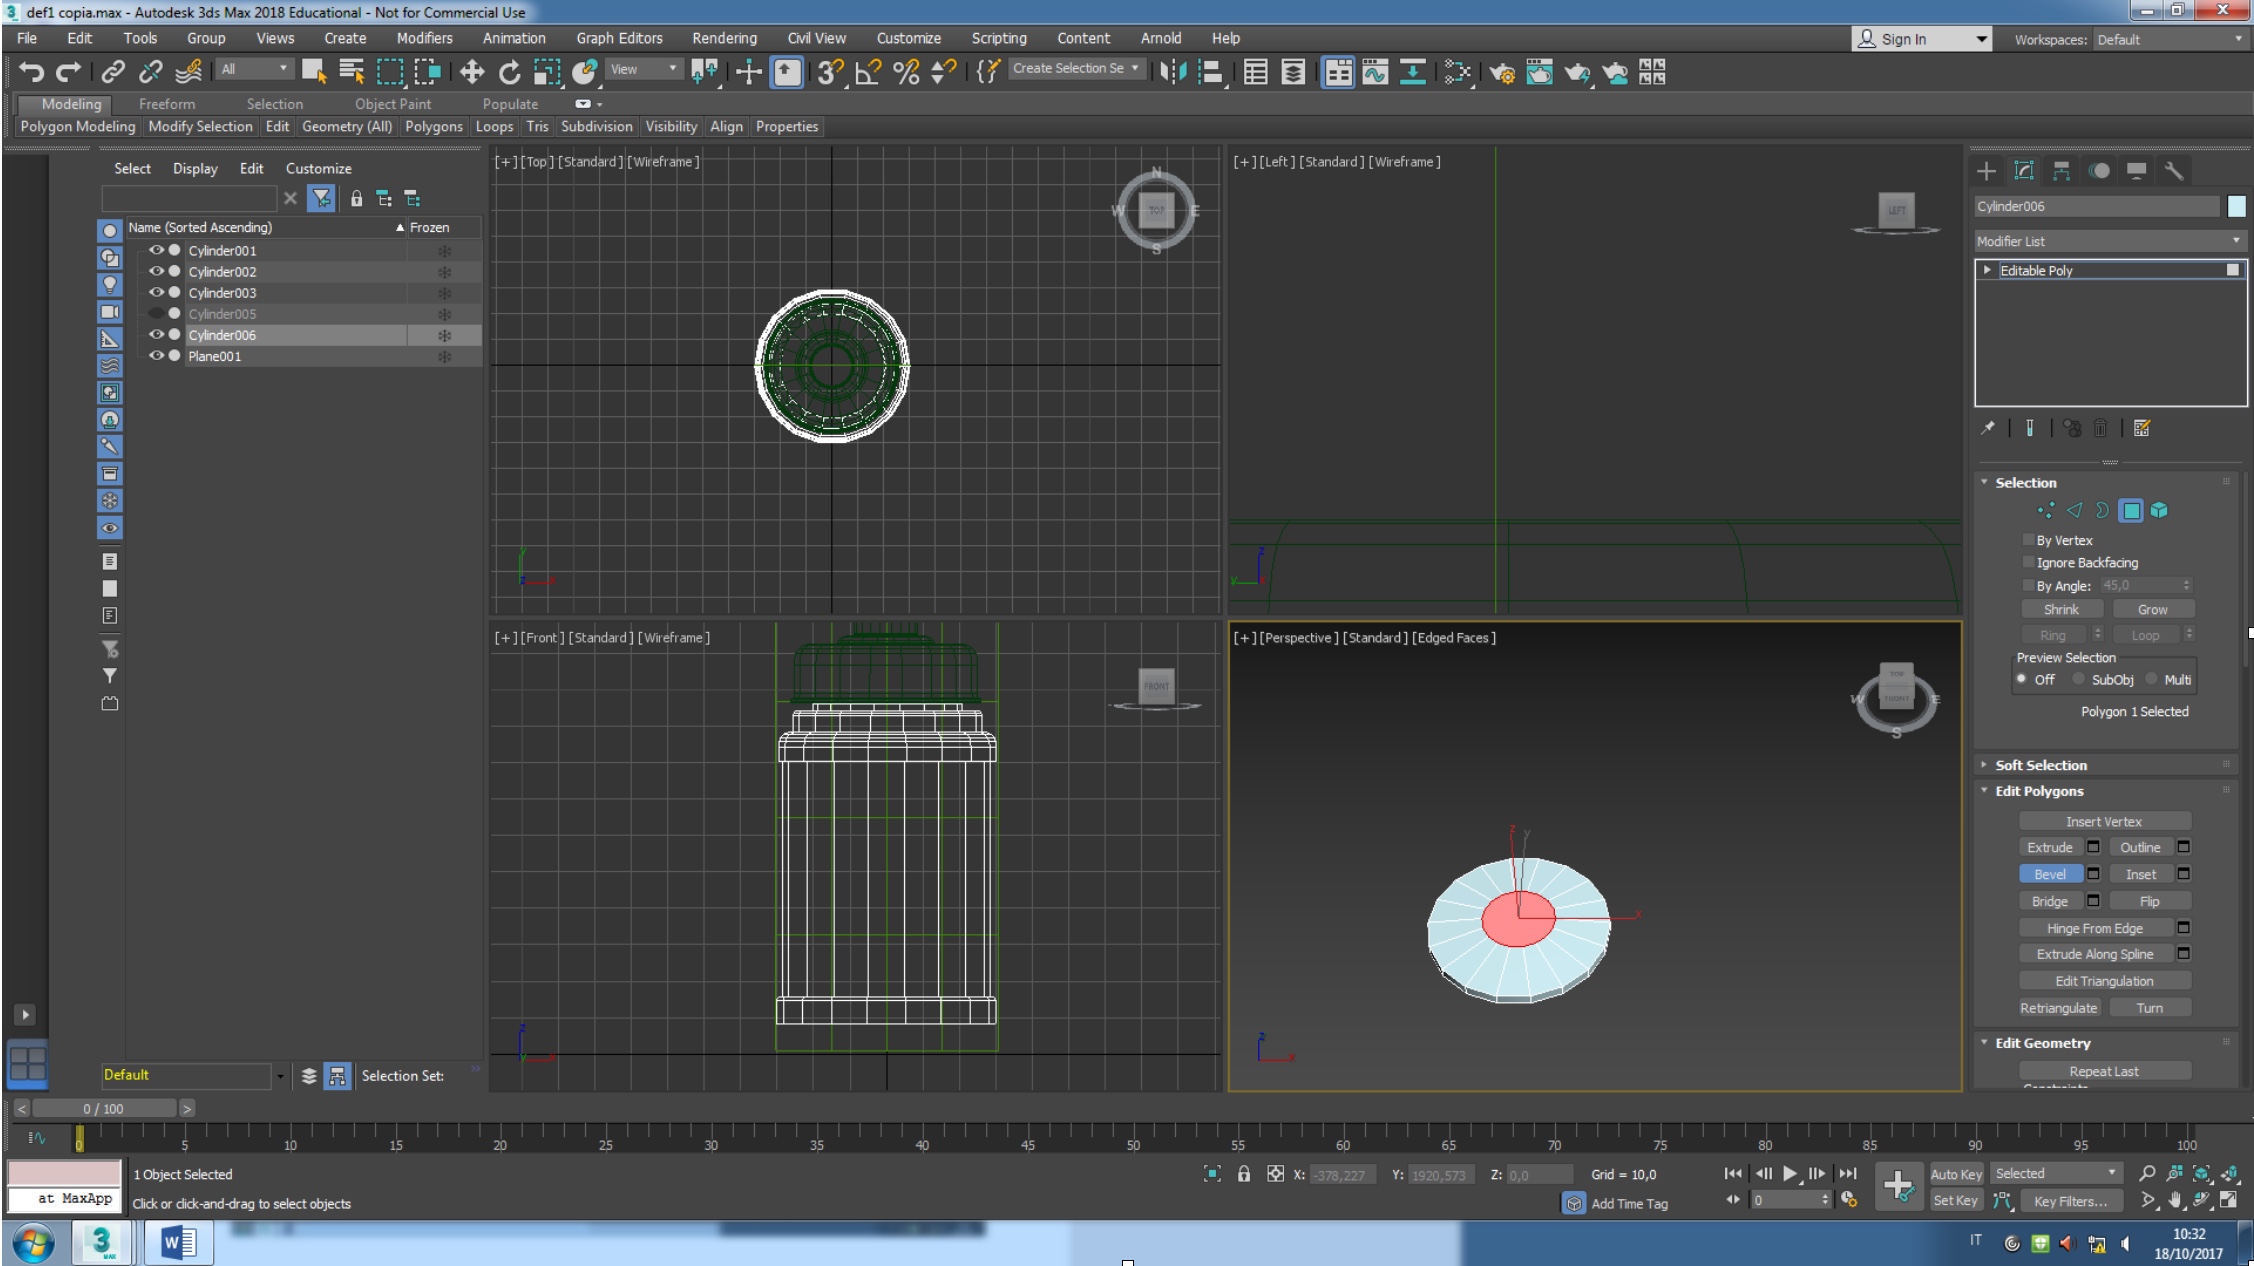 def1 copia.max - Autodesk 3ds Max 2018 Educational - Not for Commercial Use
File Edit Tools Group Views Create Modifiers Animation Graph Editors Rendering Civil View Customize Scripting Content Arnold Help Sign In Workspaces: Default
All View Create Selection Se
Modeling Freeform Selection Object Paint Populate
Polygon Modeling Modify Selection Edit Geometry (All) Polygons Loops Tris Subdivision Visibility Align Properties
Select Display Edit Customize
Name (Sorted Ascending) Frozen
Cylinder001
Cylinder002
Cylinder003
Cylinder005
Cylinder006
Plane001
Default Selection Set:
[+] [Top] [Standard] [Wireframe]
N W E S TOP
y z x
[+] [Left] [Standard] [Wireframe]
LEFT
z y
[+] [Front] [Standard] [Wireframe]
FRONT
z y x
[+] [Perspective] [Standard] [Edged Faces]
TOP FRONT W E S
z y x
z x
Cylinder006
Modifier List
Editable Poly
Selection
By Vertex
Ignore Backfacing
By Angle: 45,0
Shrink Grow
Ring Loop
Preview Selection
Off SubObj Multi
Polygon 1 Selected
Soft Selection
Edit Polygons
Insert Vertex
Extrude Outline
Bevel Inset
Bridge Flip
Hinge From Edge
Extrude Along Spline
Edit Triangulation
Retriangulate Turn
Edit Geometry
Repeat Last
Constraints
< 0 / 100 >
0 5 10 15 20 25 30 35 40 45 50 55 60 65 70 75 80 85 90 95 100
1 Object Selected X: -378,227 Y: 1920,573 Z: 0,0 Grid = 10,0 Auto Key Selected
at MaxApp Click or click-and-drag to select objects Add Time Tag 0 Set Key Key Filters...
3 MAX W IT 10:32
18/10/2017